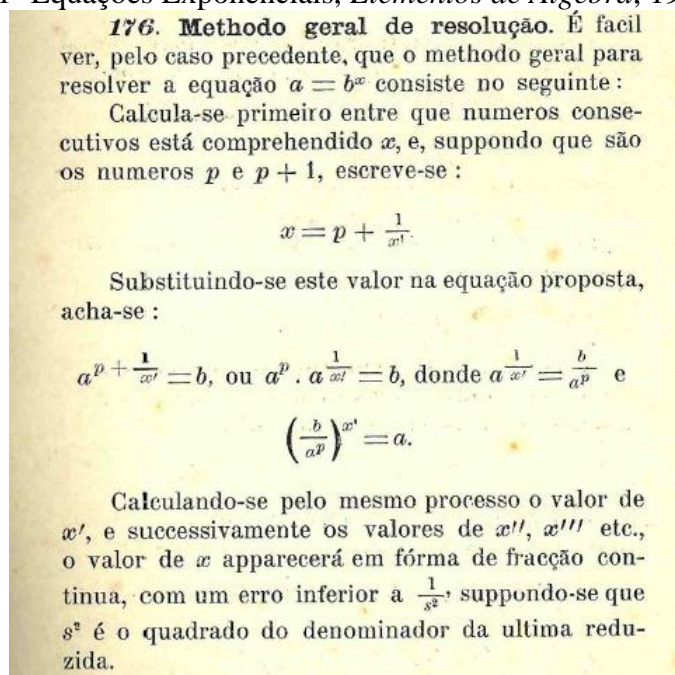 Equações Exponenciais, Elementos de Algebra, 19
176. Methodo geral de resolução. É facil
ver, pelo caso precedente, que o methodo geral para
resolver a equação a = bˣ consiste no seguinte :
Calcula-se primeiro entre que numeros conse-
cutivos está comprehendido x, e, suppondo que são
os numeros p e p + 1, escreve-se :
x = p + 1/x'.
Substituindo-se este valor na equação proposta,
acha-se :
a^(p + 1/x') = b, ou a^p . a^(1/x') = b, donde a^(1/x') = b/a^p e
(b/a^p)^x' = a.
Calculando-se pelo mesmo processo o valor de
x', e successivamente os valores de x'', x''' etc.,
o valor de x apparecerá em fórma de fracção con-
tinua, com um erro inferior a 1/s², suppondo-se que
s² é o quadrado do denominador da ultima redu-
zida.